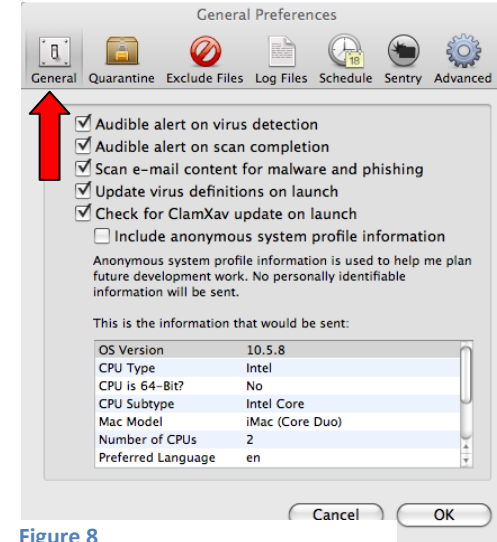 General Preferences
18
General Quarantine Exclude Files Log Files Schedule Sentry Advanced
Audible alert on virus detection
Audible alert on scan completion
Scan e-mail content for malware and phishing
Update virus definitions on launch
Check for ClamXav update on launch
Include anonymous system profile information
Anonymous system profile information is used to help me plan
future development work. No personally identifiable
information will be sent.
This is the information that would be sent:
OS Version 10.5.8
CPU Type Intel
CPU is 64-Bit? No
CPU Subtype Intel Core
Mac Model iMac (Core Duo)
Number of CPUs 2
Preferred Language en
Cancel OK
Figure 8